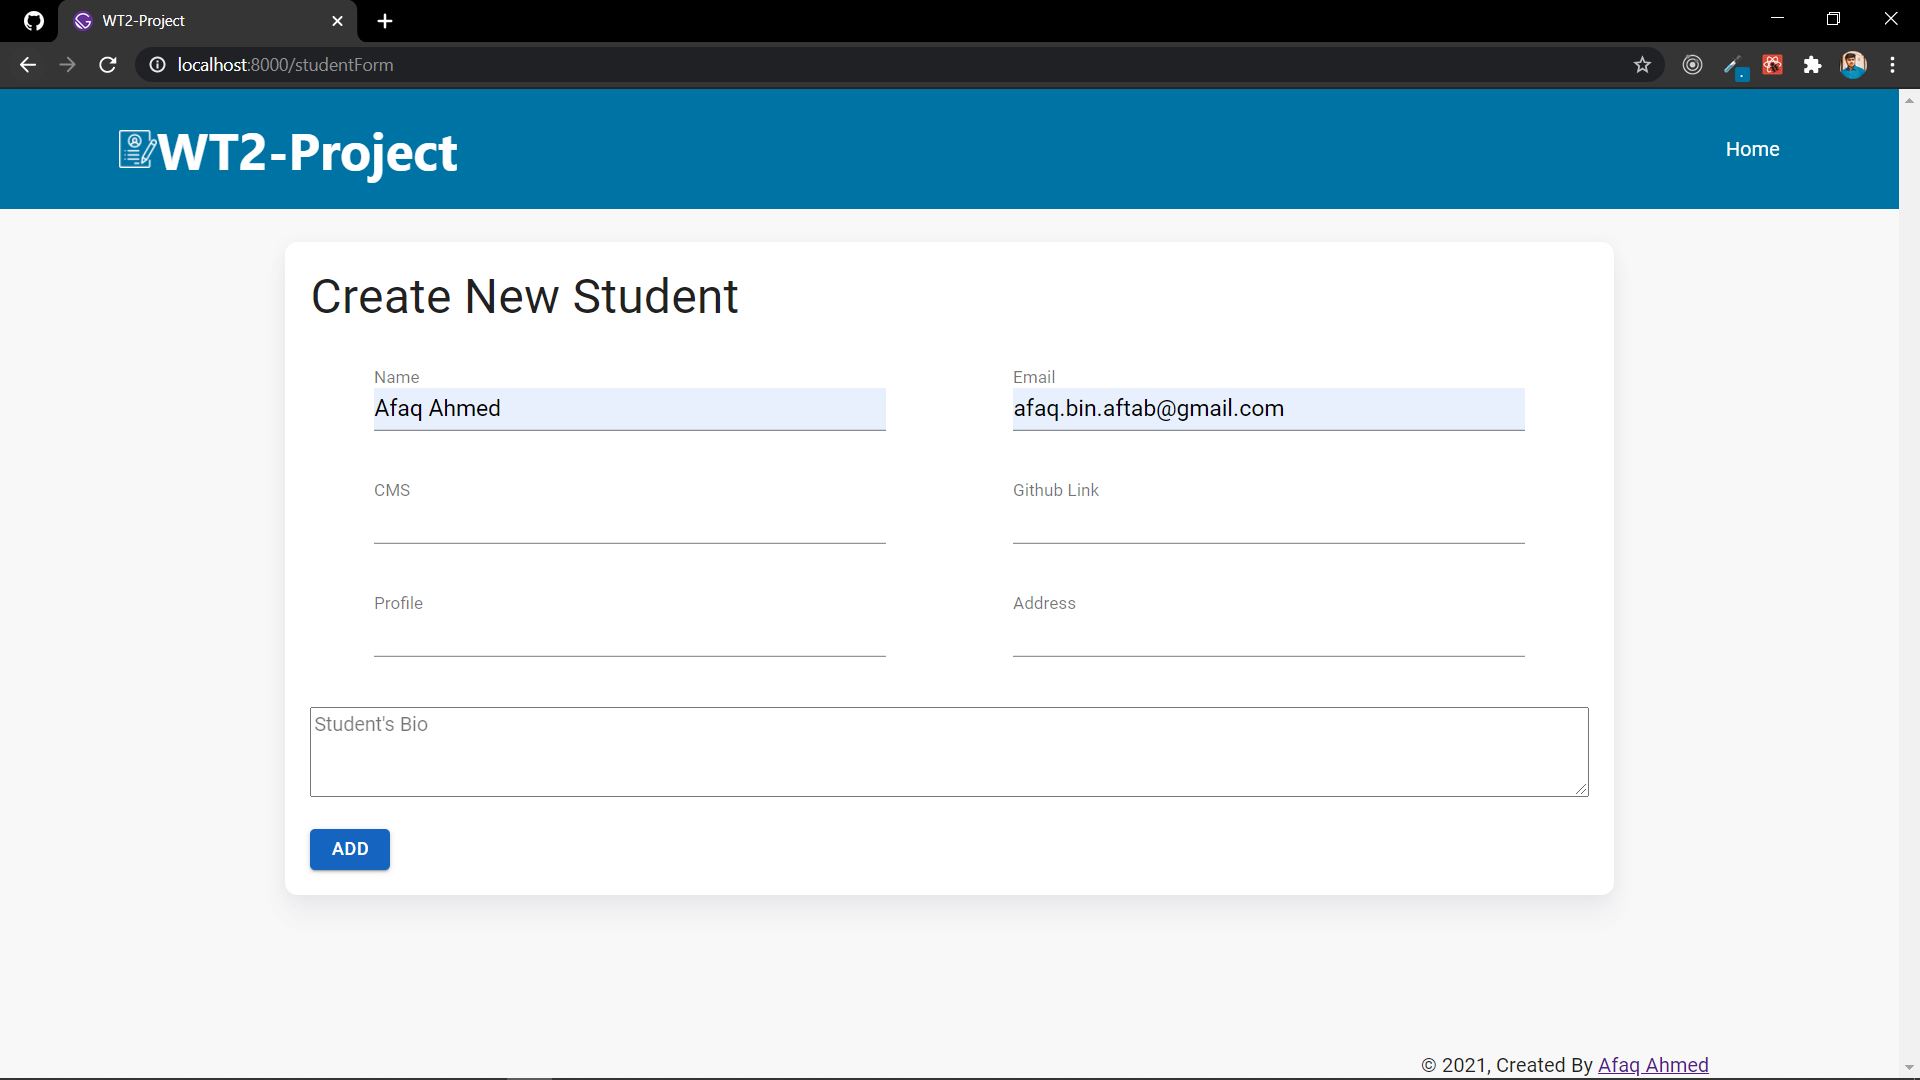 WT2-Project
localhost:8000/studentForm
WT2-Project
Home
Create New Student
Name
Email
Afaq Ahmed
afaq.bin.aftab@gmail.com
CMS
Github Link
Profile
Address
Student's Bio
ADD
© 2021, Created By Afaq Ahmed